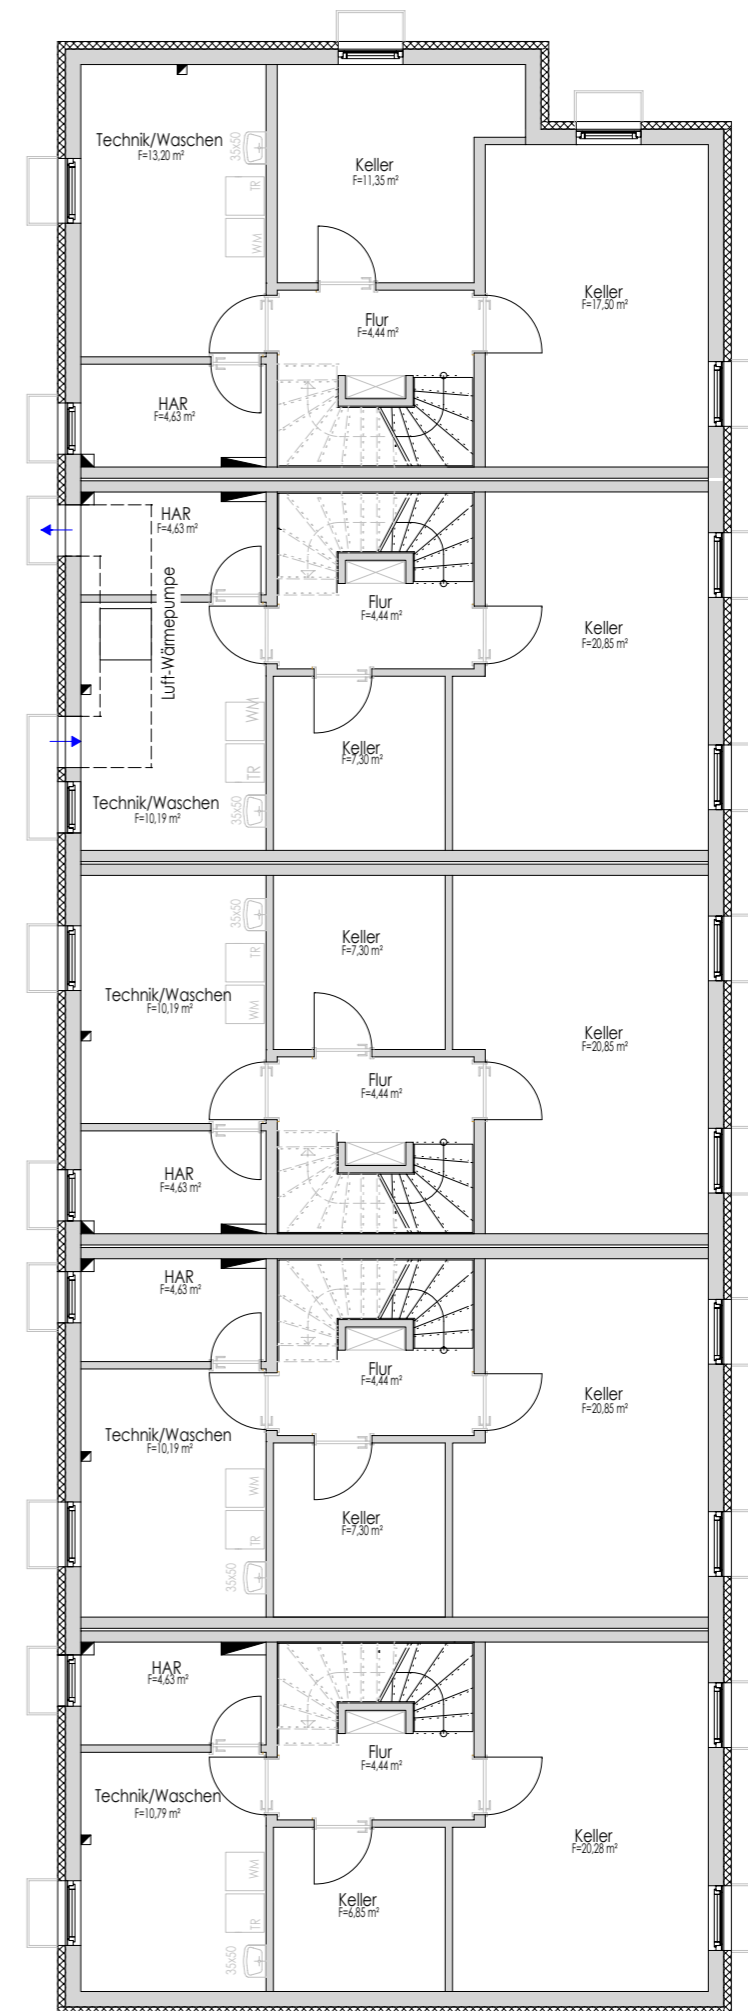 Technik/Waschen
F=13,20 m²
35x50
TR
WM
Keller
F=11,35 m²
Keller
F=17,50 m²
Flur
F=4,44 m²
HAR
F=4,63 m²
HAR
F=4,63 m²
Luft-Wärmepumpe
Flur
F=4,44 m²
Keller
F=20,85 m²
WM
TR
35x50
Keller
F=7,30 m²
Technik/Waschen
F=10,19 m²
35x50
TR
WM
Keller
F=7,30 m²
Technik/Waschen
F=10,19 m²
Keller
F=20,85 m²
Flur
F=4,44 m²
HAR
F=4,63 m²
HAR
F=4,63 m²
Flur
F=4,44 m²
Keller
F=20,85 m²
Technik/Waschen
F=10,19 m²
WM
TR
35x50
Keller
F=7,30 m²
HAR
F=4,63 m²
Flur
F=4,44 m²
Technik/Waschen
F=10,79 m²
Keller
F=20,28 m²
WM
TR
35x50
Keller
F=6,85 m²